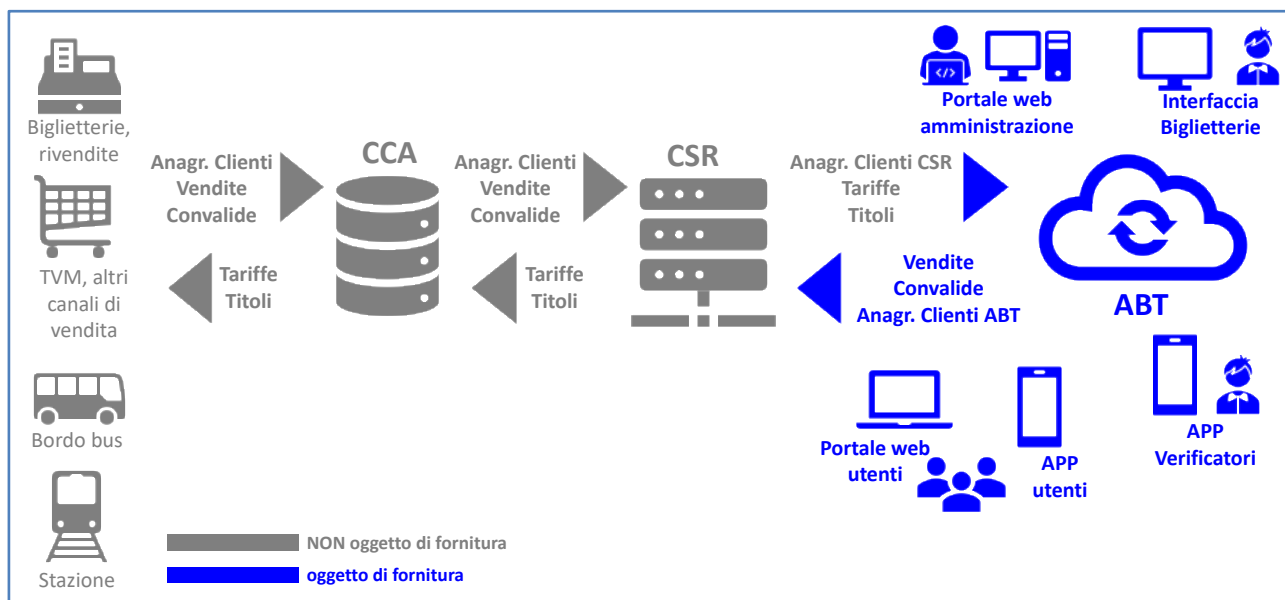 Biglietterie,
rivendite
TVM, altri
canali di
vendita
Bordo bus
Stazione
Anagr. Clienti
Vendite
Convalide
Tariffe
Titoli
CCA
Anagr. Clienti
Vendite
Convalide
Tariffe
Titoli
CSR
Anagr. Clienti CSR
Tariffe
Titoli
Vendite
Convalide
Anagr. Clienti ABT
</>
Portale web
amministrazione
Interfaccia
Biglietterie
ABT
Portale web
utenti
APP
utenti
APP
Verificatori
NON oggetto di fornitura
oggetto di fornitura